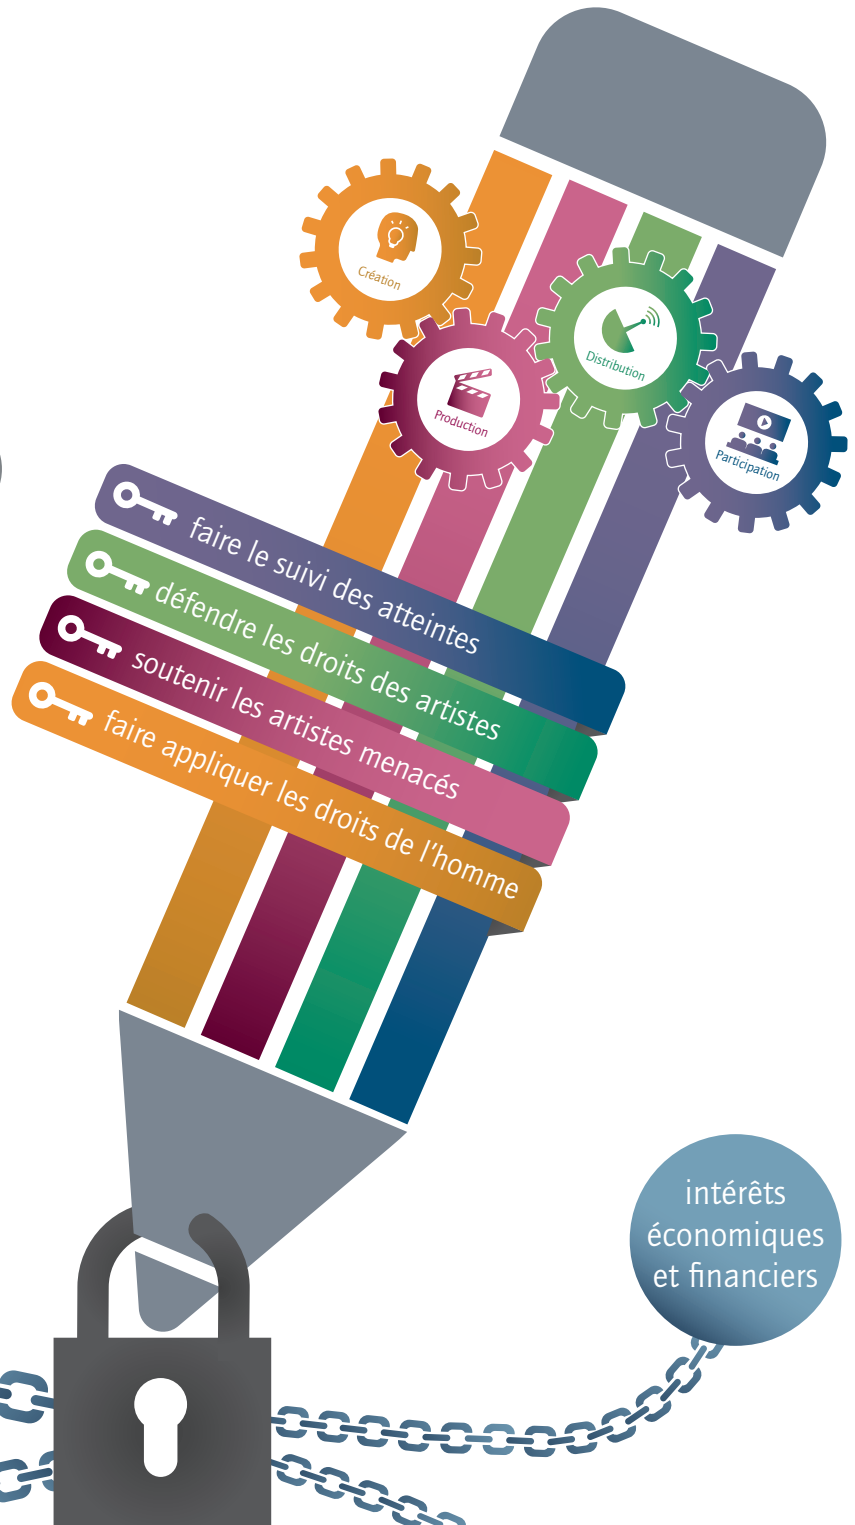 Création
Distribution
Production
Participation
faire le suivi des atteintes
défendre les droits des artistes
soutenir les artistes menacés
faire appliquer les droits de l'homme
intérêts
économiques
et financiers